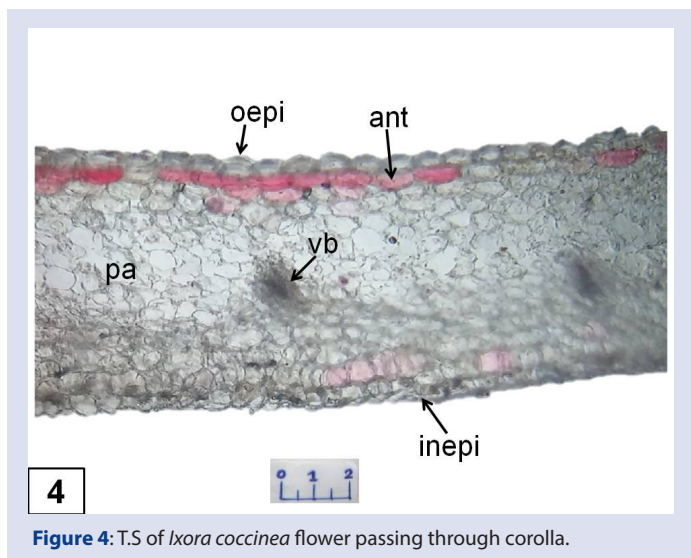 oepi
ant
vb
pa
inepi
4
0 1 2
Figure 4: T.S of Ixora coccinea flower passing through corolla.